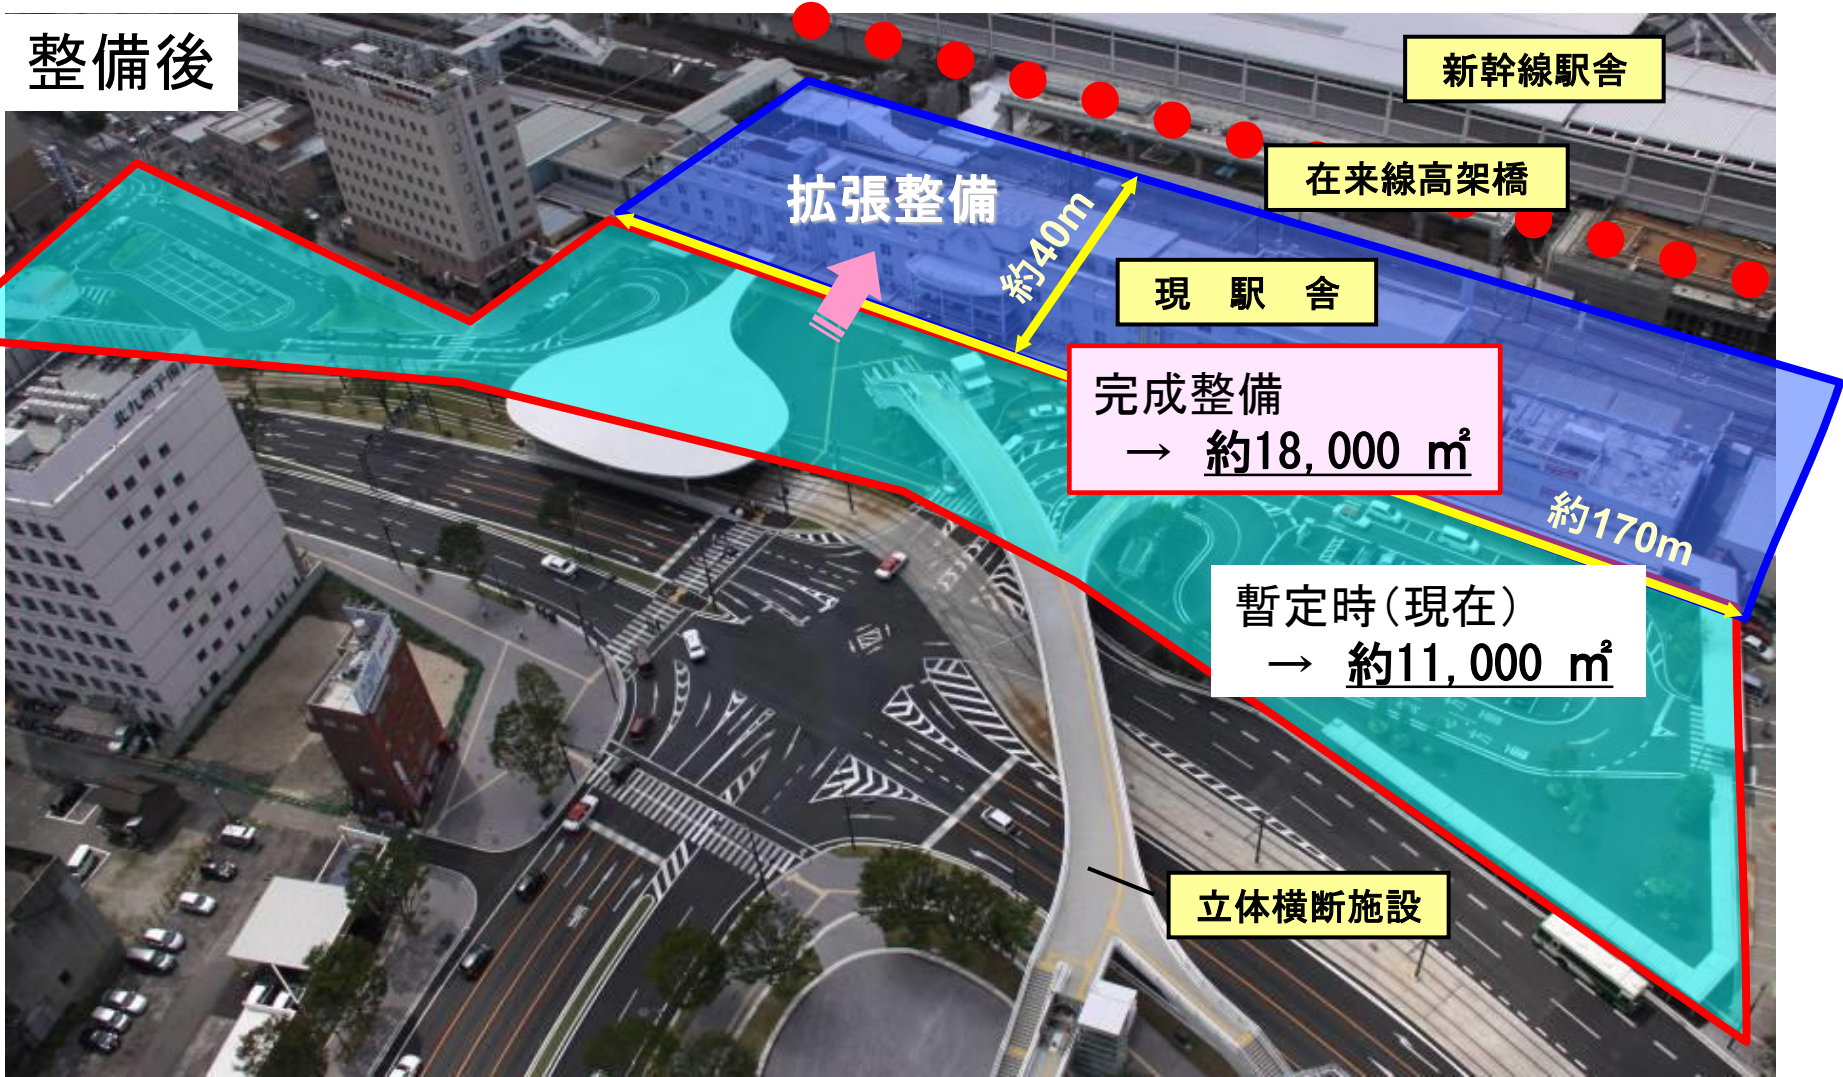 整備後
新幹線駅舎
在来線高架橋
拡張整備
約40m
現 駅 舎
完成整備
→ 約18,000 ㎡
約170m
暫定時(現在)
→ 約11,000 ㎡
立体横断施設